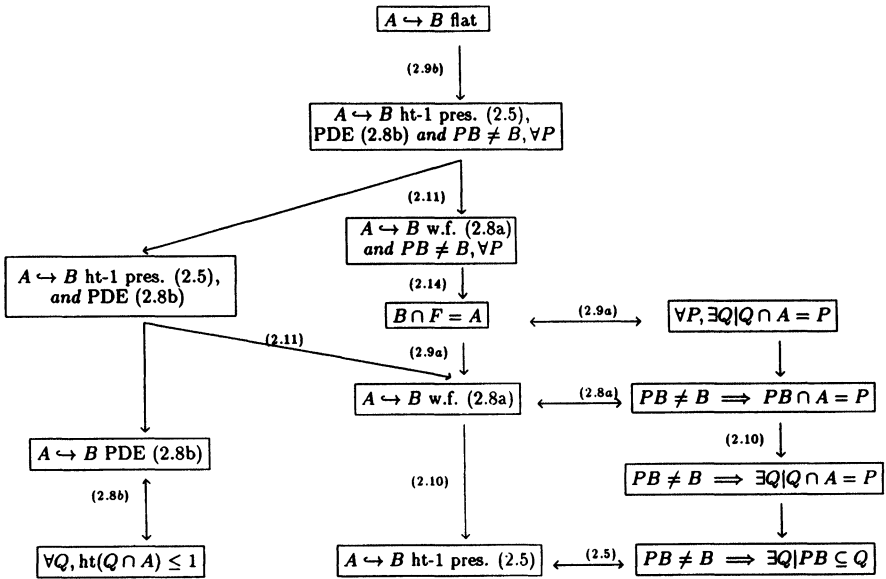 A ↪ B flat
(2.9b)
A ↪ B ht-1 pres. (2.5),
PDE (2.8b) and PB ≠ B, ∀P
(2.11)
A ↪ B w.f. (2.8a)
and PB ≠ B, ∀P
A ↪ B ht-1 pres. (2.5),
and PDE (2.8b)
(2.14)
B ∩ F = A
(2.9a)
∀P, ∃Q|Q ∩ A = P
(2.11)
(2.9a)
A ↪ B w.f. (2.8a)
(2.8a)
PB ≠ B ⟹ PB ∩ A = P
A ↪ B PDE (2.8b)
(2.10)
PB ≠ B ⟹ ∃Q|Q ∩ A = P
(2.8b)
(2.10)
∀Q, ht(Q ∩ A) ≤ 1
A ↪ B ht-1 pres. (2.5)
(2.5)
PB ≠ B ⟹ ∃Q|PB ⊆ Q